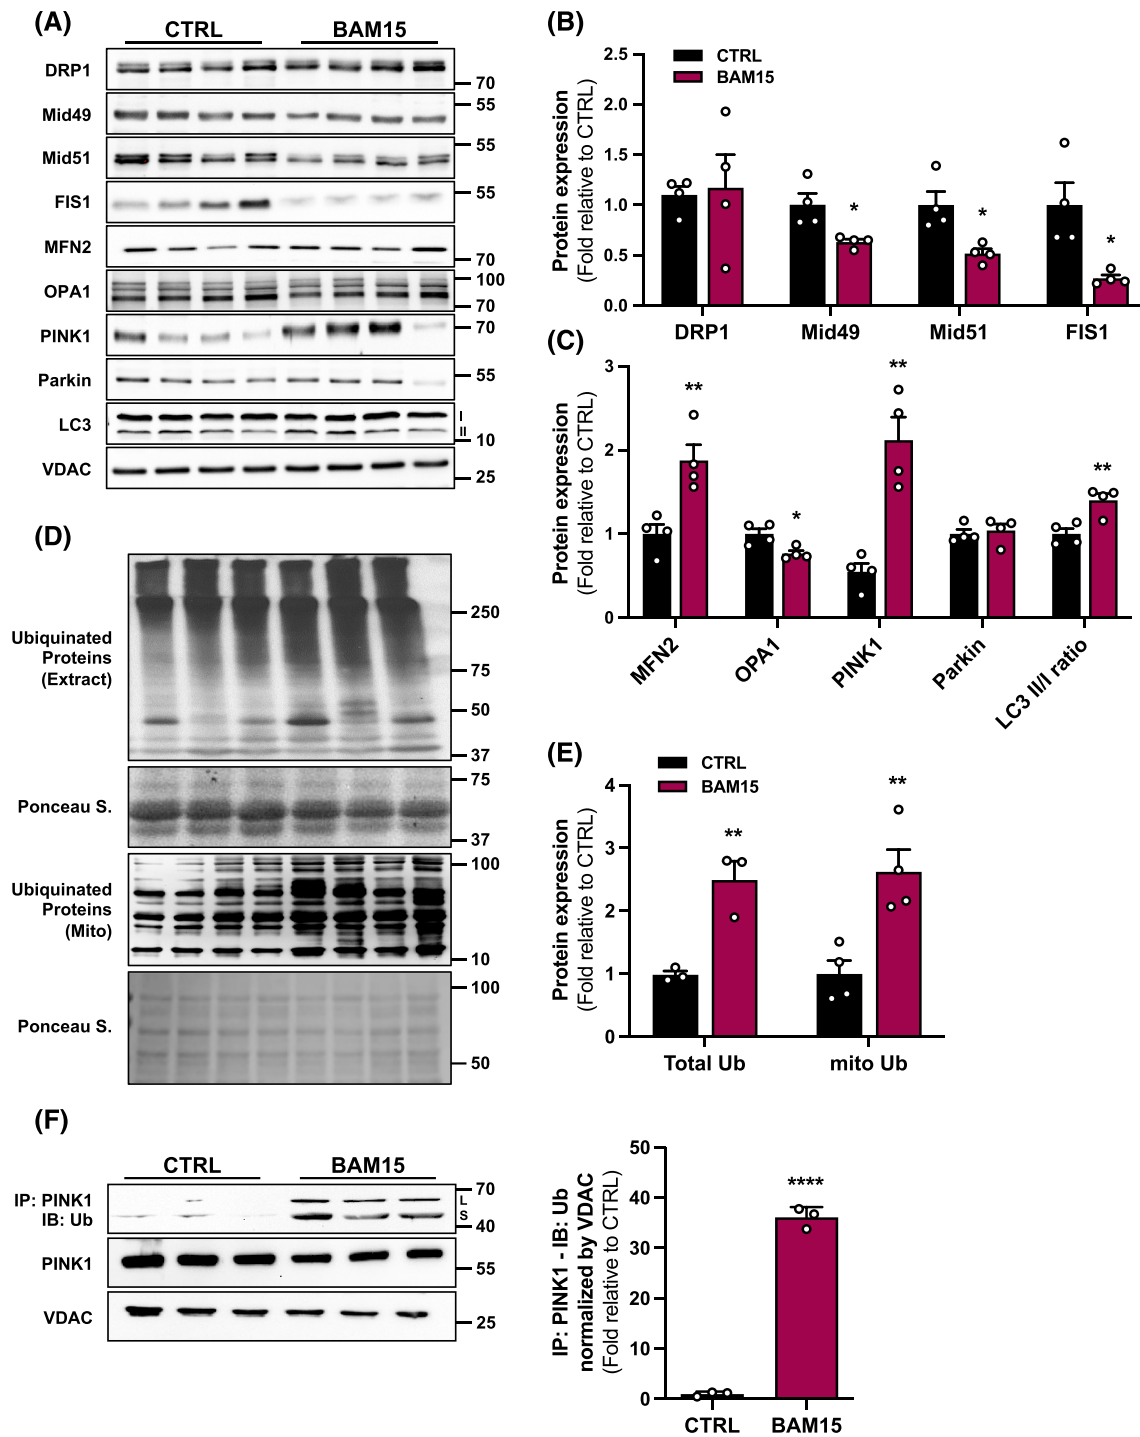 (A)
CTRL BAM15
DRP1
70
Mid49
55
Mid51
55
FIS1
55
MFN2
70
OPA1
100
70
PINK1
70
Parkin
55
LC3
I
II
10
VDAC
25
(B)
CTRL
BAM15
Protein expression
(Fold relative to CTRL)
2.5
2.0
1.5
1.0
0.5
0.0
* * *
DRP1 Mid49 Mid51 FIS1
(C)
Protein expression
(Fold relative to CTRL)
3
2
1
0
** * ** **
MFN2 OPA1 PINK1 Parkin LC3 II/I ratio
(D)
Ubiquinated
Proteins
(Extract)
250
75
50
37
Ponceau S.
75
37
Ubiquinated
Proteins
(Mito)
100
10
Ponceau S.
100
50
(E)
CTRL
BAM15
Protein expression
(Fold relative to CTRL)
4
3
2
1
0
** **
Total Ub mito Ub
(F)
CTRL BAM15
IP: PINK1
IB: Ub
70
L
S
40
PINK1
55
VDAC
25
IP: PINK1 - IB: Ub
normalized by VDAC
(Fold relative to CTRL)
50
40
30
20
10
0
****
CTRL BAM15